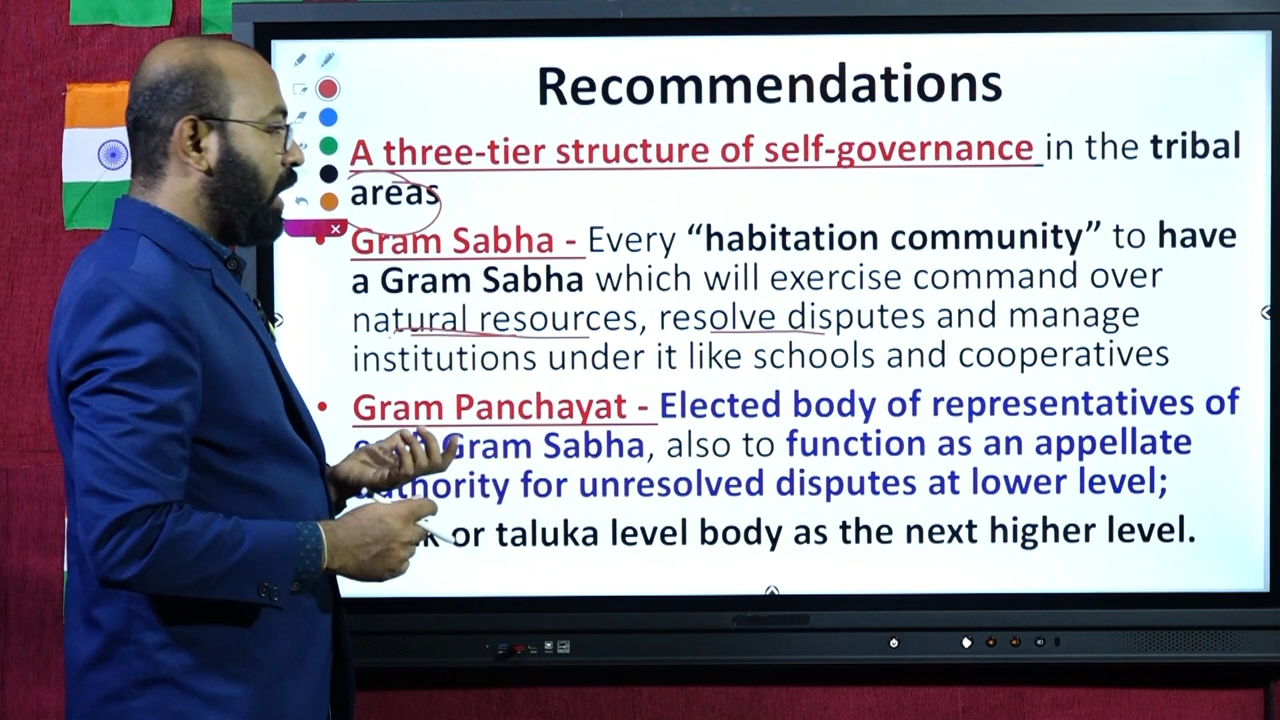 Recommendations
A three-tier structure of self-governance in the tribal
areas
• Gram Sabha - Every “habitation community” to have
a Gram Sabha which will exercise command over
natural resources, resolve disputes and manage
institutions under it like schools and cooperatives
• Gram Panchayat - Elected body of representatives of
Gram Sabha, also to function as an appellate
authority for unresolved disputes at lower level;
or taluka level body as the next higher level.